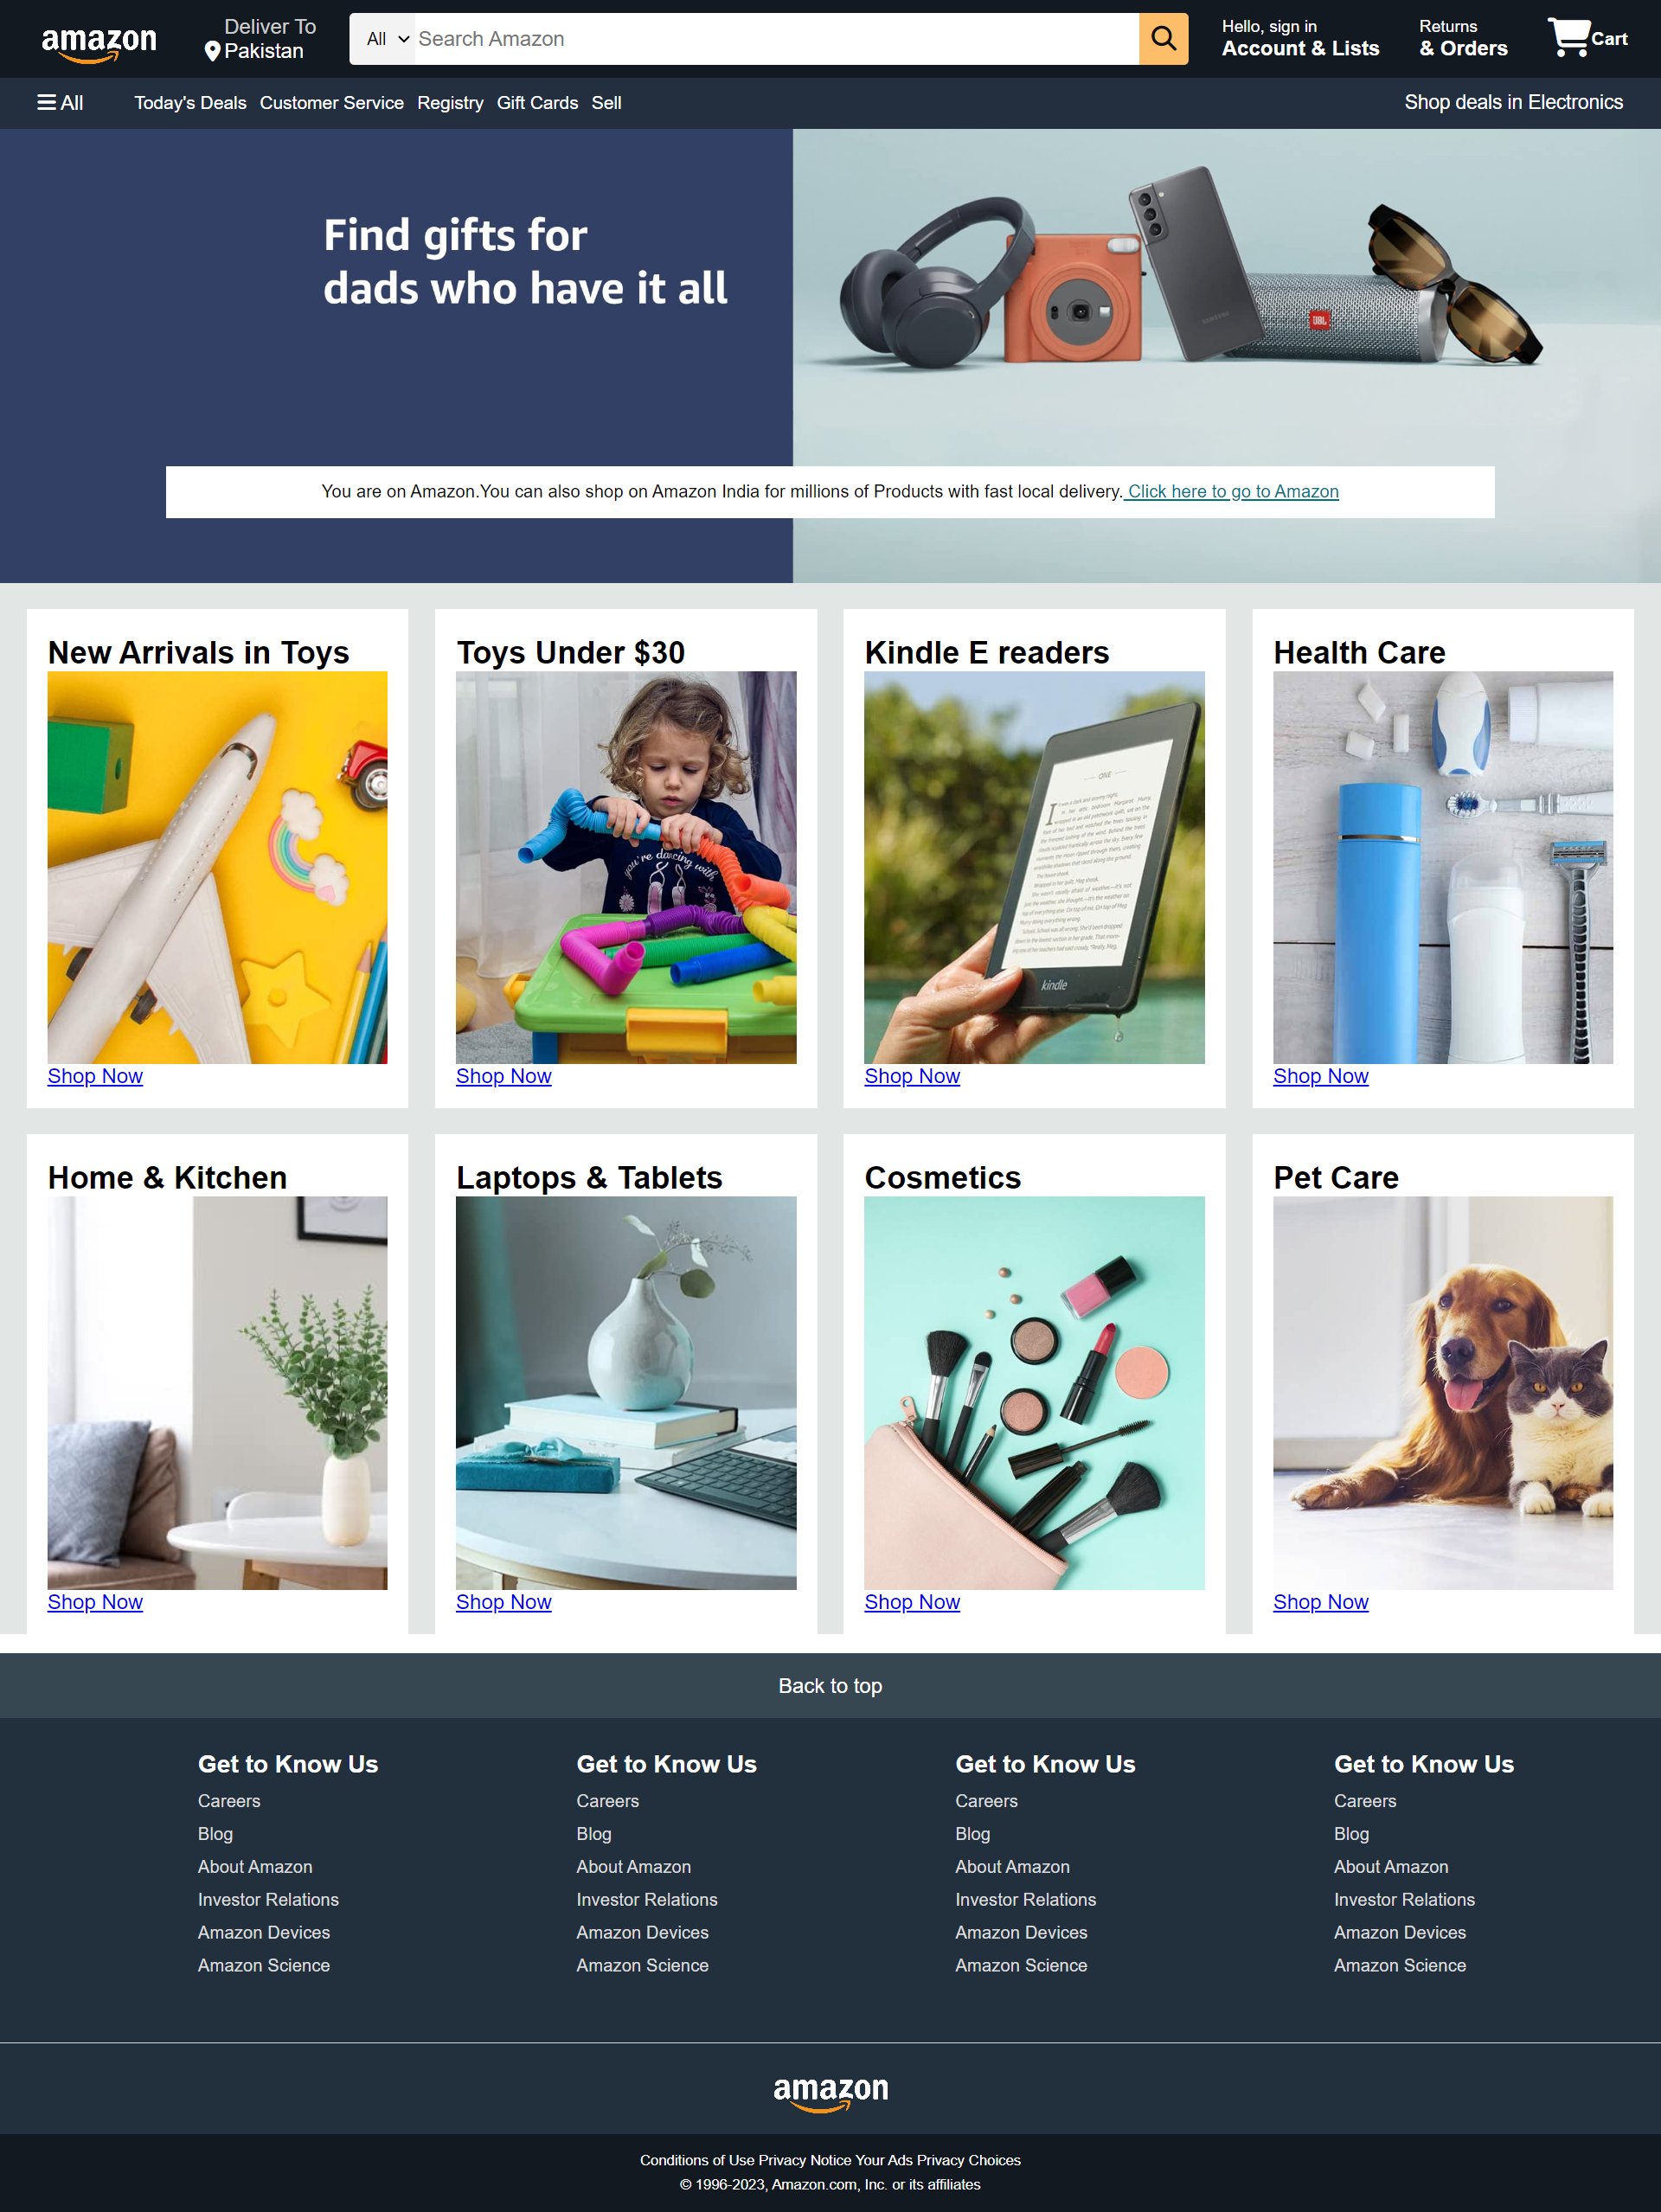 amazon
Deliver To
Pakistan
All
Search Amazon
Hello, sign in
Account & Lists
Returns
& Orders
Cart
All
Today's Deals Customer Service Registry Gift Cards Sell
Shop deals in Electronics
Find gifts for
dads who have it all
SAMSUNG
JBL
You are on Amazon.You can also shop on Amazon India for millions of Products with fast local delivery. Click here to go to Amazon
New Arrivals in Toys
Shop Now
Toys Under $30
you're dancing with
Shop Now
Kindle E readers
ONE
kindle
Shop Now
Health Care
Shop Now
Home & Kitchen
Shop Now
Laptops & Tablets
Shop Now
Cosmetics
Shop Now
Pet Care
Shop Now
Back to top
Get to Know Us
Careers
Blog
About Amazon
Investor Relations
Amazon Devices
Amazon Science
Get to Know Us
Careers
Blog
About Amazon
Investor Relations
Amazon Devices
Amazon Science
Get to Know Us
Careers
Blog
About Amazon
Investor Relations
Amazon Devices
Amazon Science
Get to Know Us
Careers
Blog
About Amazon
Investor Relations
Amazon Devices
Amazon Science
amazon
Conditions of Use Privacy Notice Your Ads Privacy Choices
© 1996-2023, Amazon.com, Inc. or its affiliates